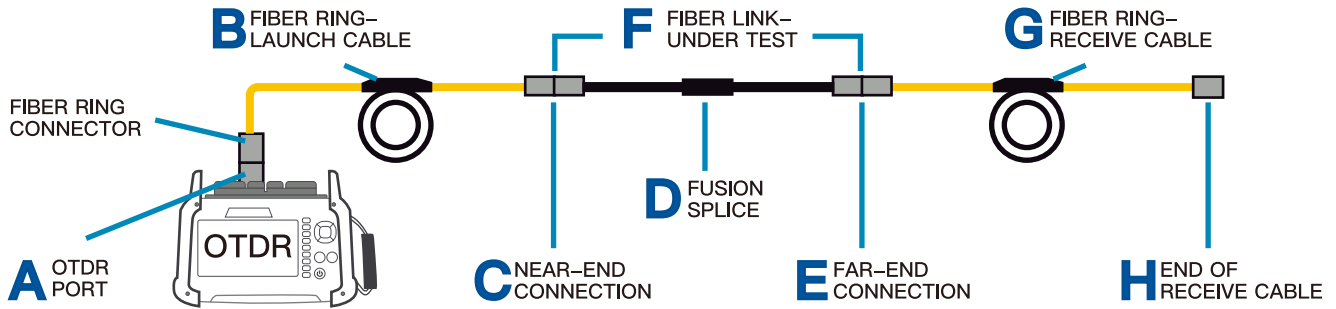 B FIBER RING–
LAUNCH CABLE
F FIBER LINK–
UNDER TEST
G FIBER RING–
RECEIVE CABLE
FIBER RING
CONNECTOR
D FUSION
SPLICE
OTDR
A OTDR
PORT
C NEAR–END
CONNECTION
E FAR–END
CONNECTION
H END OF
RECEIVE CABLE